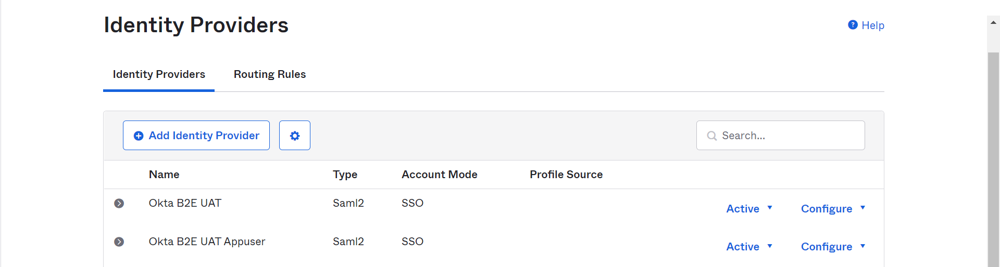 Identity Providers
Help
Identity Providers Routing Rules
Add Identity Provider Search...
Name Type Account Mode Profile Source
Okta B2E UAT Saml2 SSO Active Configure
Okta B2E UAT Appuser Saml2 SSO Active Configure